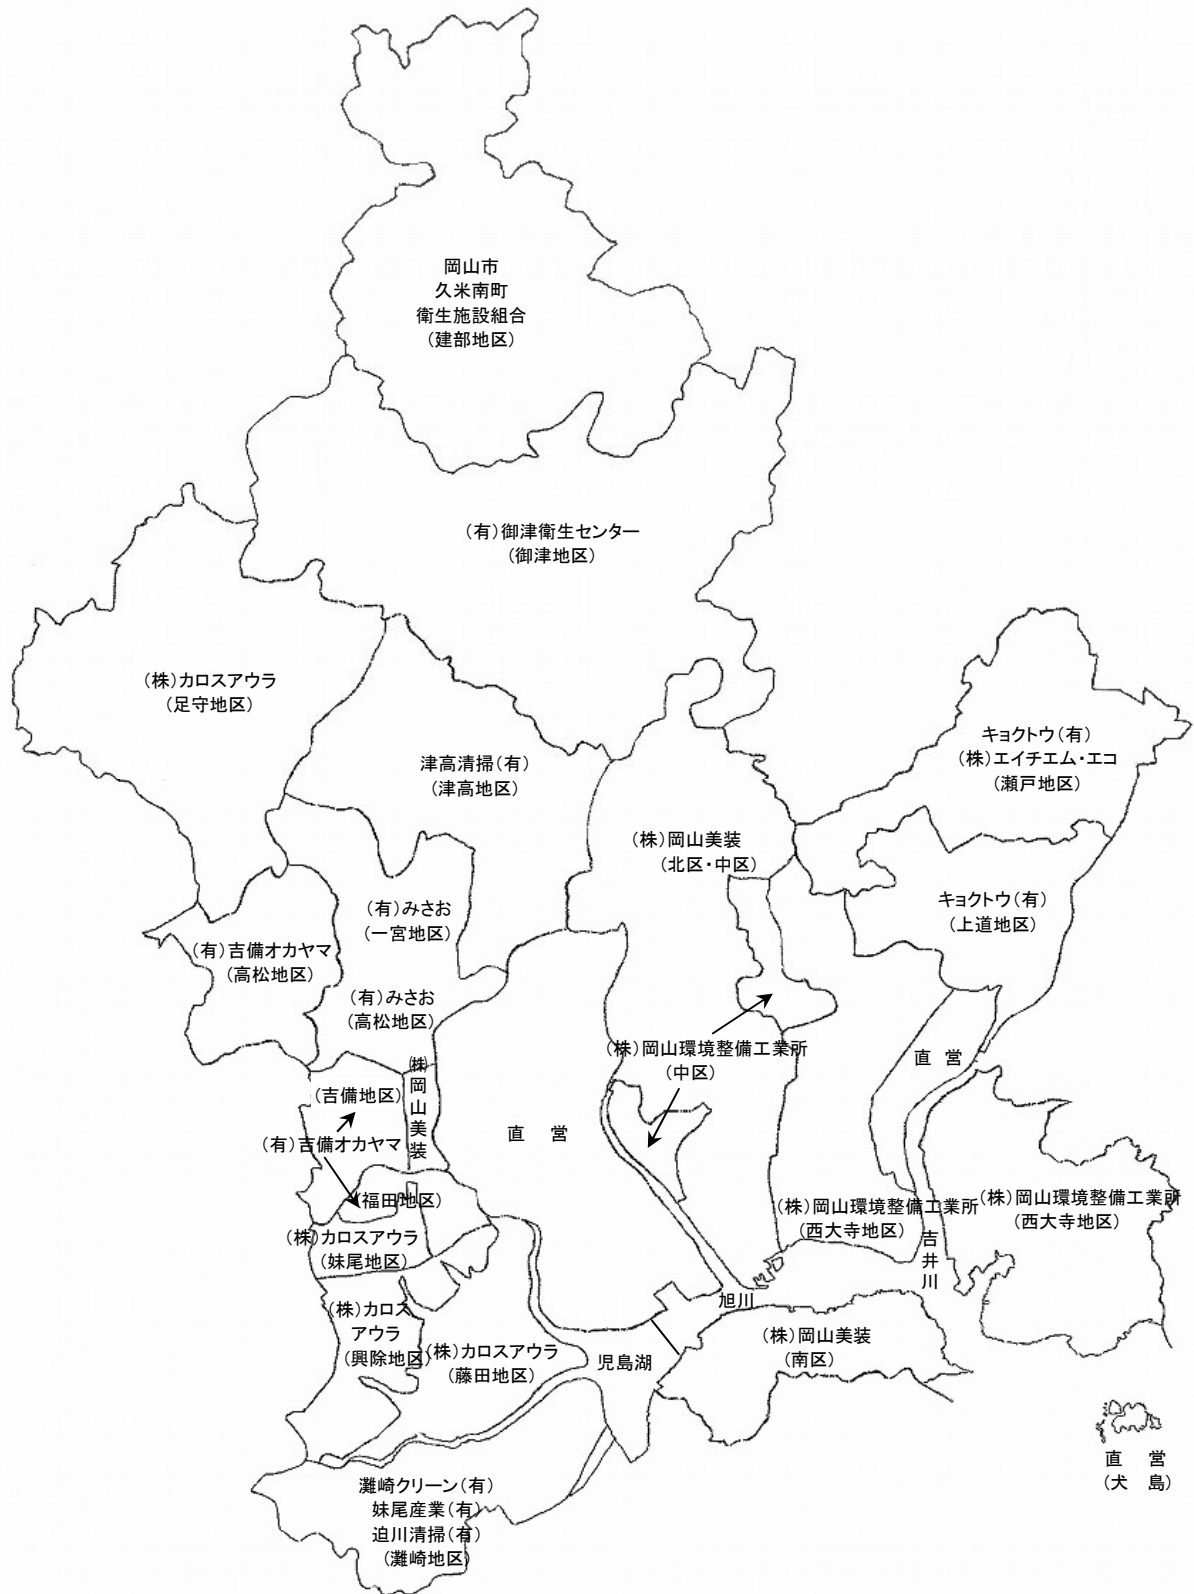 岡山市
久米南町
衛生施設組合
(建部地区)
(有)御津衛生センター
(御津地区)
(株)カロスアウラ
(足守地区)
津高清掃(有)
(津高地区)
キョクトウ(有)
(株)エイチエム・エコ
(瀬戸地区)
(株)岡山美装
(北区・中区)
キョクトウ(有)
(上道地区)
(有)みさお
(一宮地区)
(有)吉備オカヤマ
(高松地区)
(有)みさお
(高松地区)
(株)岡山環境整備工業所
(中区)
直 営
㈱岡山美装
(吉備地区)
(有)吉備オカヤマ
(福田地区)
直 営
(株)カロスアウラ
(妹尾地区)
(株)岡山環境整備工業所
(西大寺地区)
(株)岡山環境整備工業所
(西大寺地区)
吉井川
旭川
(株)カロス
アウラ
(興除地区)
(株)カロスアウラ
(藤田地区)
児島湖
(株)岡山美装
(南区)
直 営
(犬 島)
灘崎クリーン(有)
妹尾産業(有)
迫川清掃(有)
(灘崎地区)